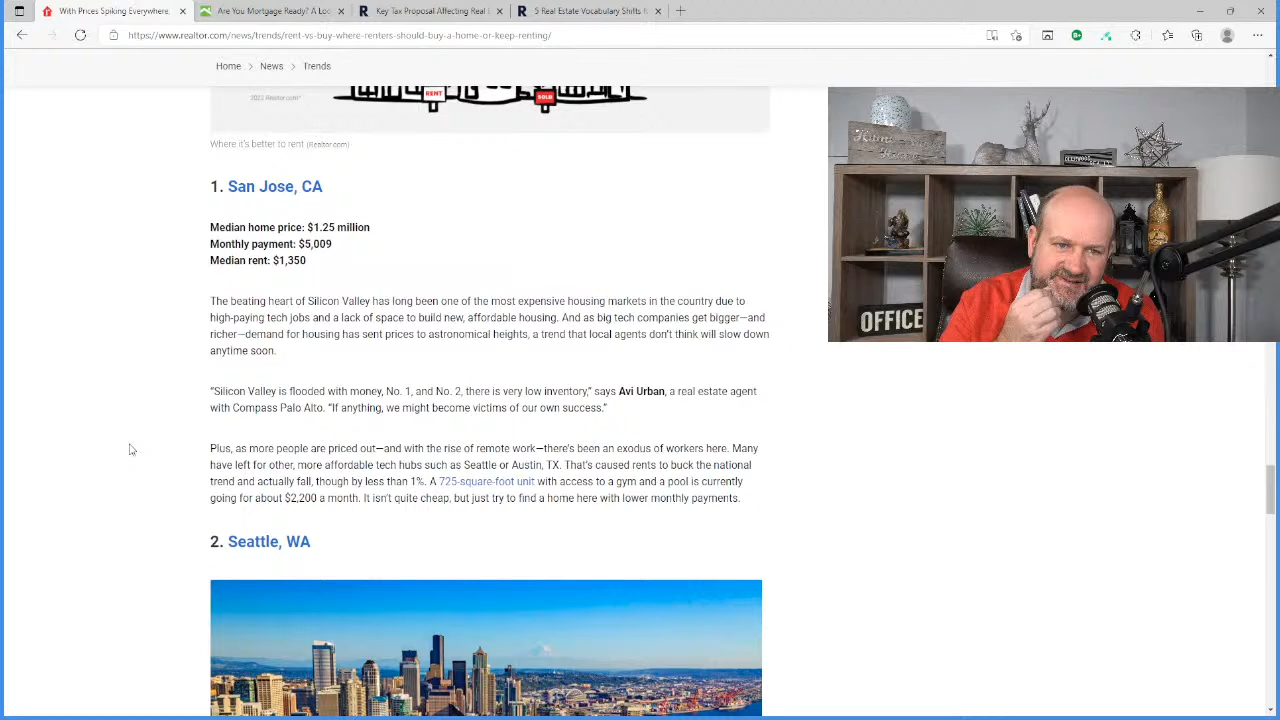 With Prices Spiking Everywhere,
Are You Mortgage Ready? A Loc
Key Tax Proposal Affecting Real E
5 Real Estate Vocabulary Shifts N
https://www.realtor.com/news/trends/rent-vs-buy-where-renters-should-buy-a-home-or-keep-renting/
Home > News > Trends
RENT
SOLD
2022 Realtor.com®
Where it's better to rent (Realtor.com)
1. San Jose, CA
Median home price: $1.25 million
Monthly payment: $5,009
Median rent: $1,350
The beating heart of Silicon Valley has long been one of the most expensive housing markets in the country due to
high-paying tech jobs and a lack of space to build new, affordable housing. And as big tech companies get bigger—and
richer—demand for housing has sent prices to astronomical heights, a trend that local agents don't think will slow down
anytime soon.
“Silicon Valley is flooded with money, No. 1, and No. 2, there is very low inventory,” says Avi Urban, a real estate agent
with Compass Palo Alto. “If anything, we might become victims of our own success.”
Plus, as more people are priced out—and with the rise of remote work—there's been an exodus of workers here. Many
have left for other, more affordable tech hubs such as Seattle or Austin, TX. That's caused rents to buck the national
trend and actually fall, though by less than 1%. A 725-square-foot unit with access to a gym and a pool is currently
going for about $2,200 a month. It isn't quite cheap, but just try to find a home here with lower monthly payments.
2. Seattle, WA
OFFICE